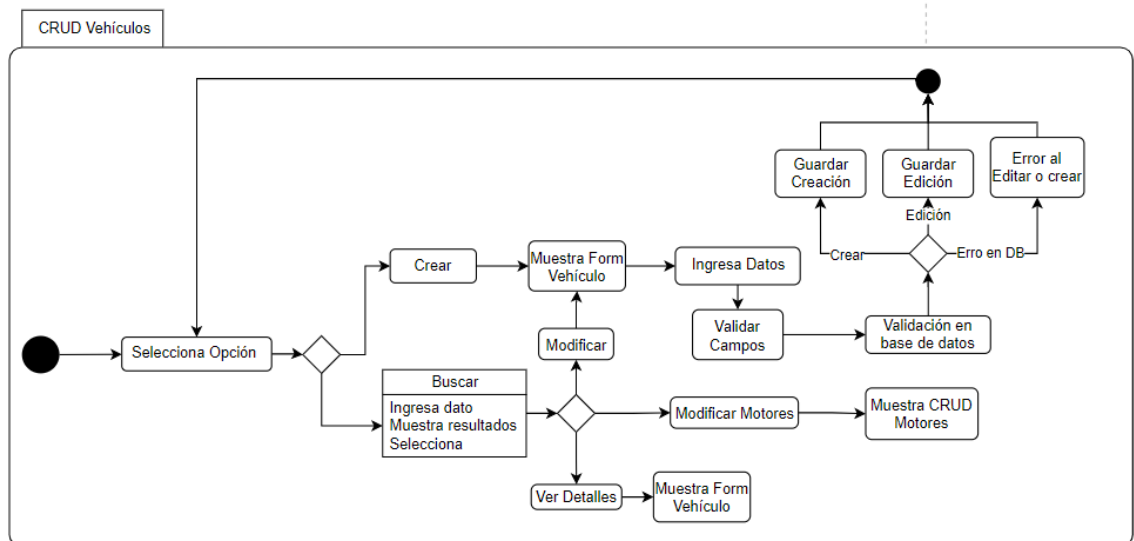 CRUD Vehículos
Guardar
Creación
Guardar
Edición
Error al
Editar o crear
Edición
Crear
Erro en DB
Crear
Muestra Form
Vehículo
Ingresa Datos
Selecciona Opción
Modificar
Validar
Campos
Validación en
base de datos
Buscar
Ingresa dato
Muestra resultados
Selecciona
Modificar Motores
Muestra CRUD
Motores
Ver Detalles
Muestra Form
Vehículo